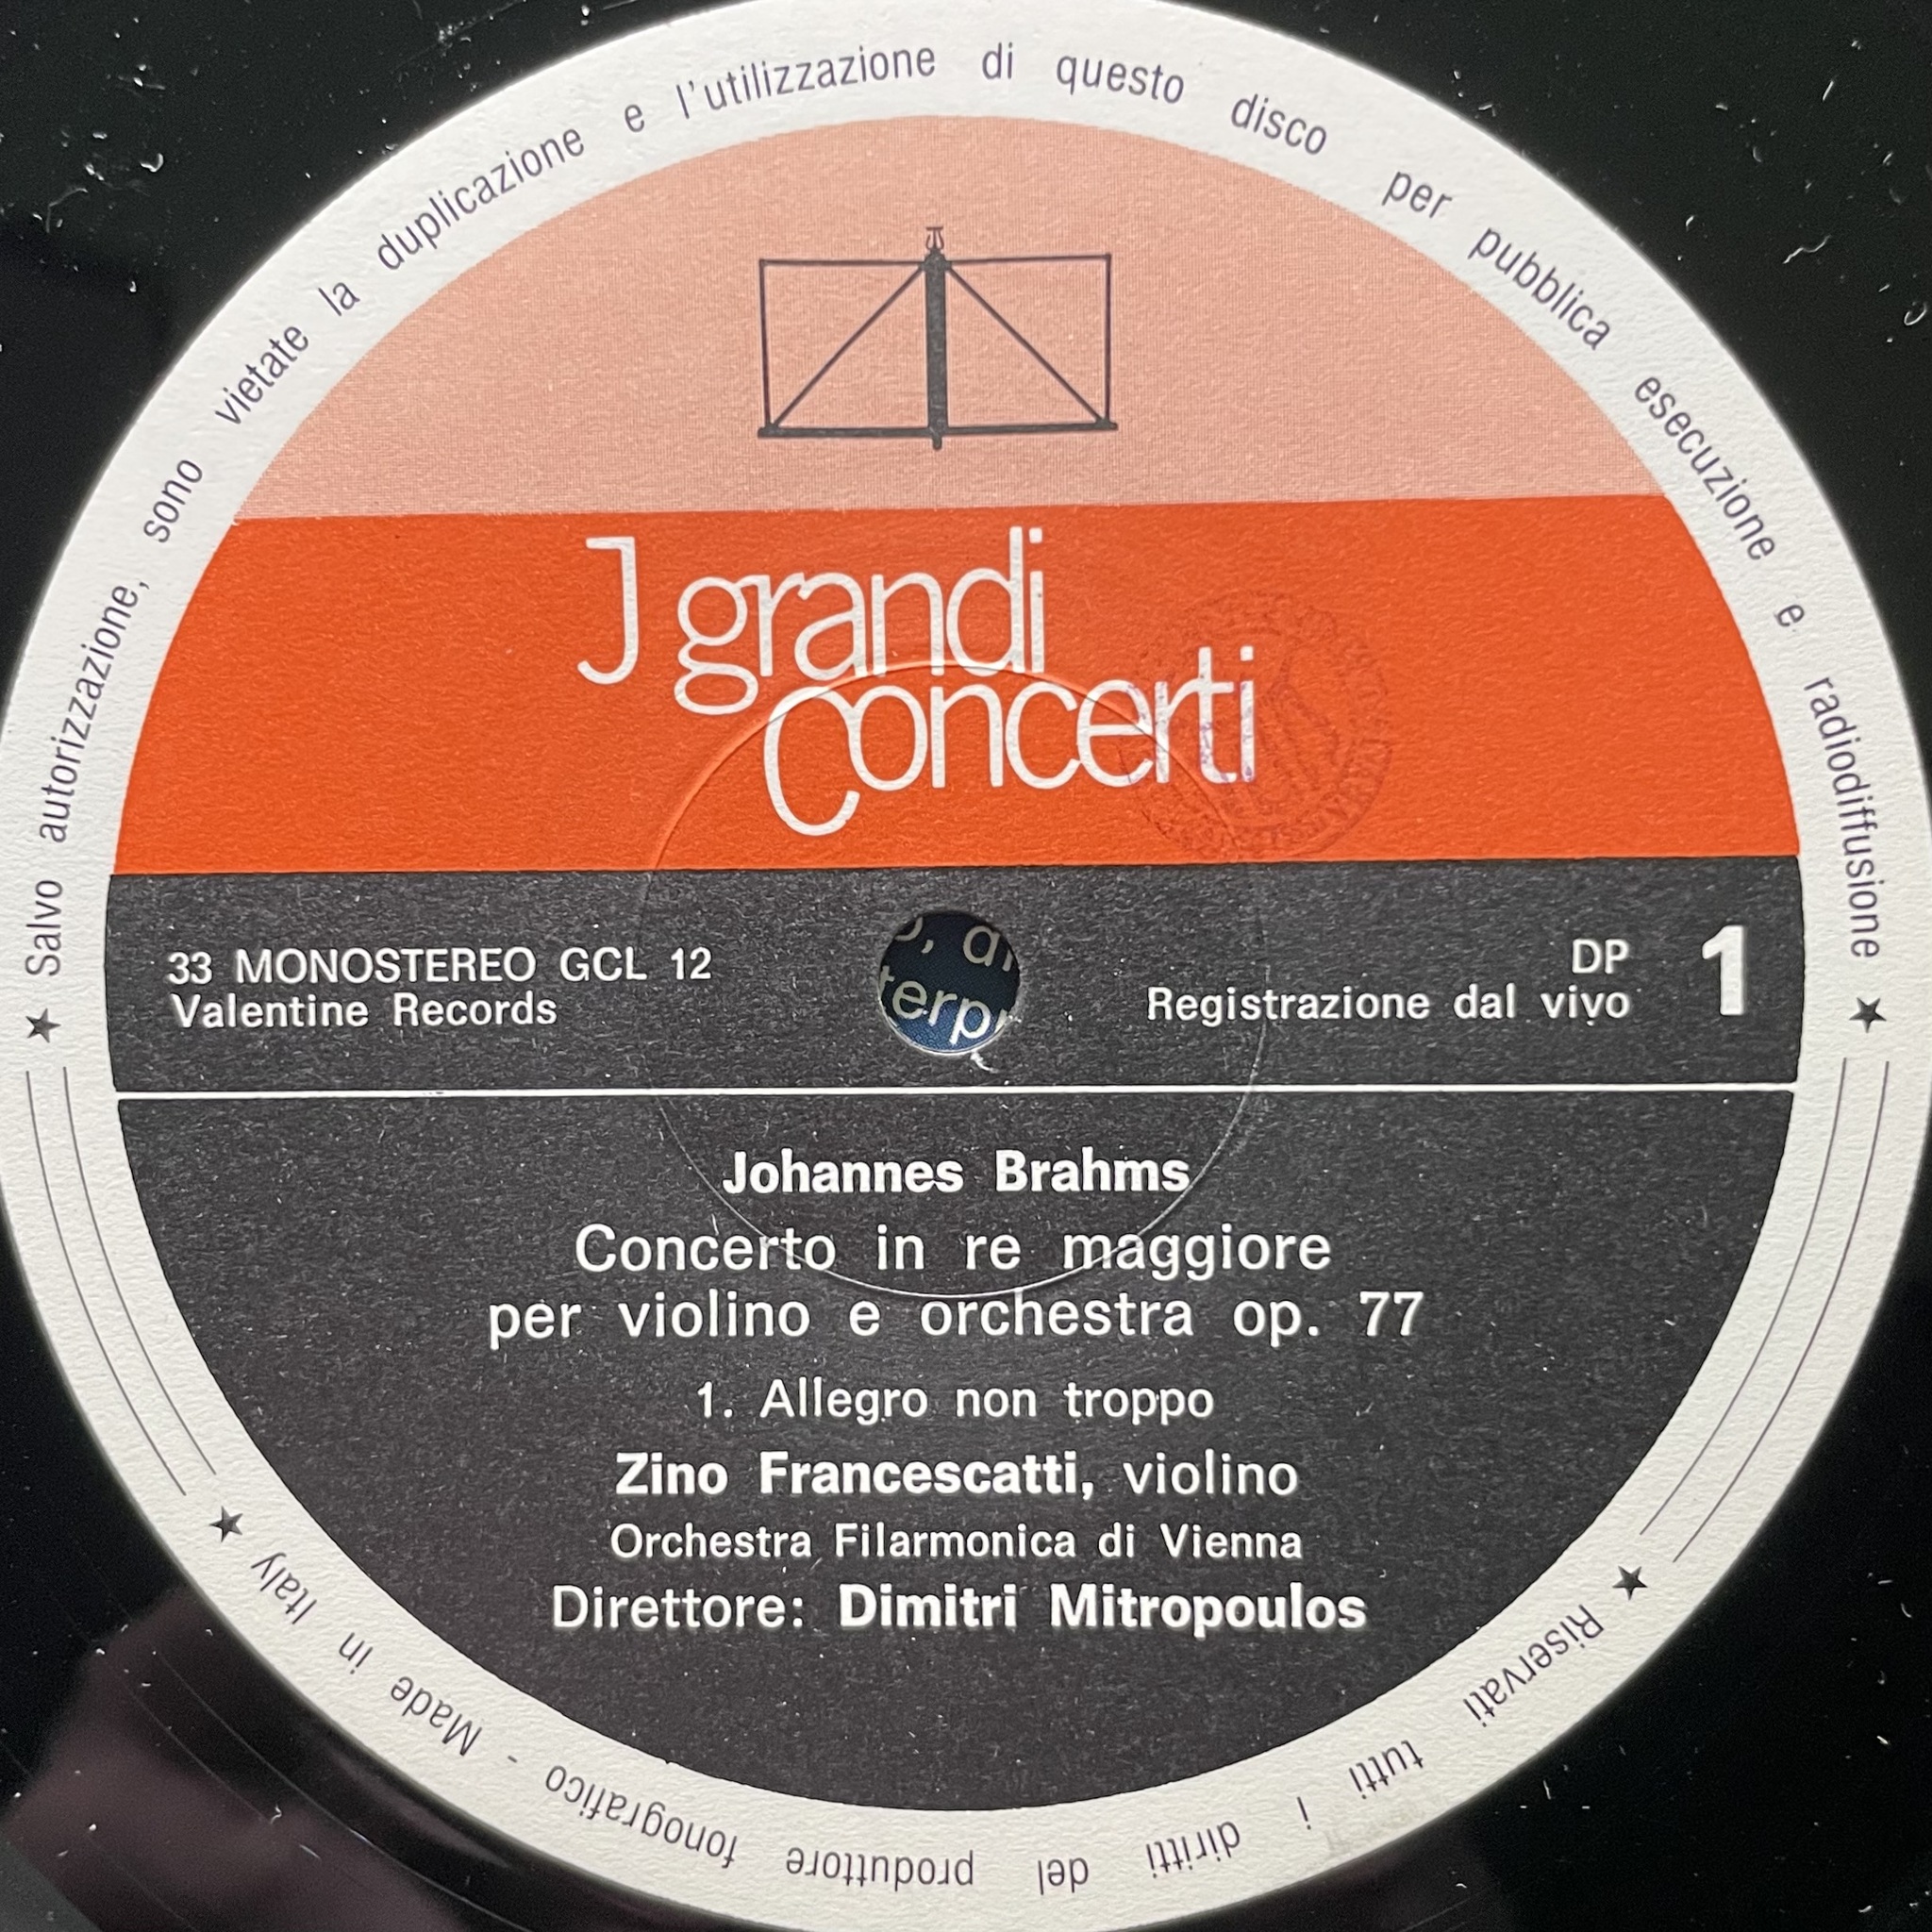 ★ Salvo autorizzazione, sono vietate la duplicazione e l'utilizzazione di questo disco per pubblica esecuzione e radiodiffusione ★
J grandi
concerti
33 MONOSTEREO GCL 12
Valentine Records
DP
Registrazione dal vivo
1
Johannes Brahms
Concerto in re maggiore
per violino e orchestra op. 77
1. Allegro non troppo
Zino Francescatti, violino
Orchestra Filarmonica di Vienna
Direttore: Dimitri Mitropoulos
★ Riservati tutti i diritti del produttore fonografico - Made in Italy ★